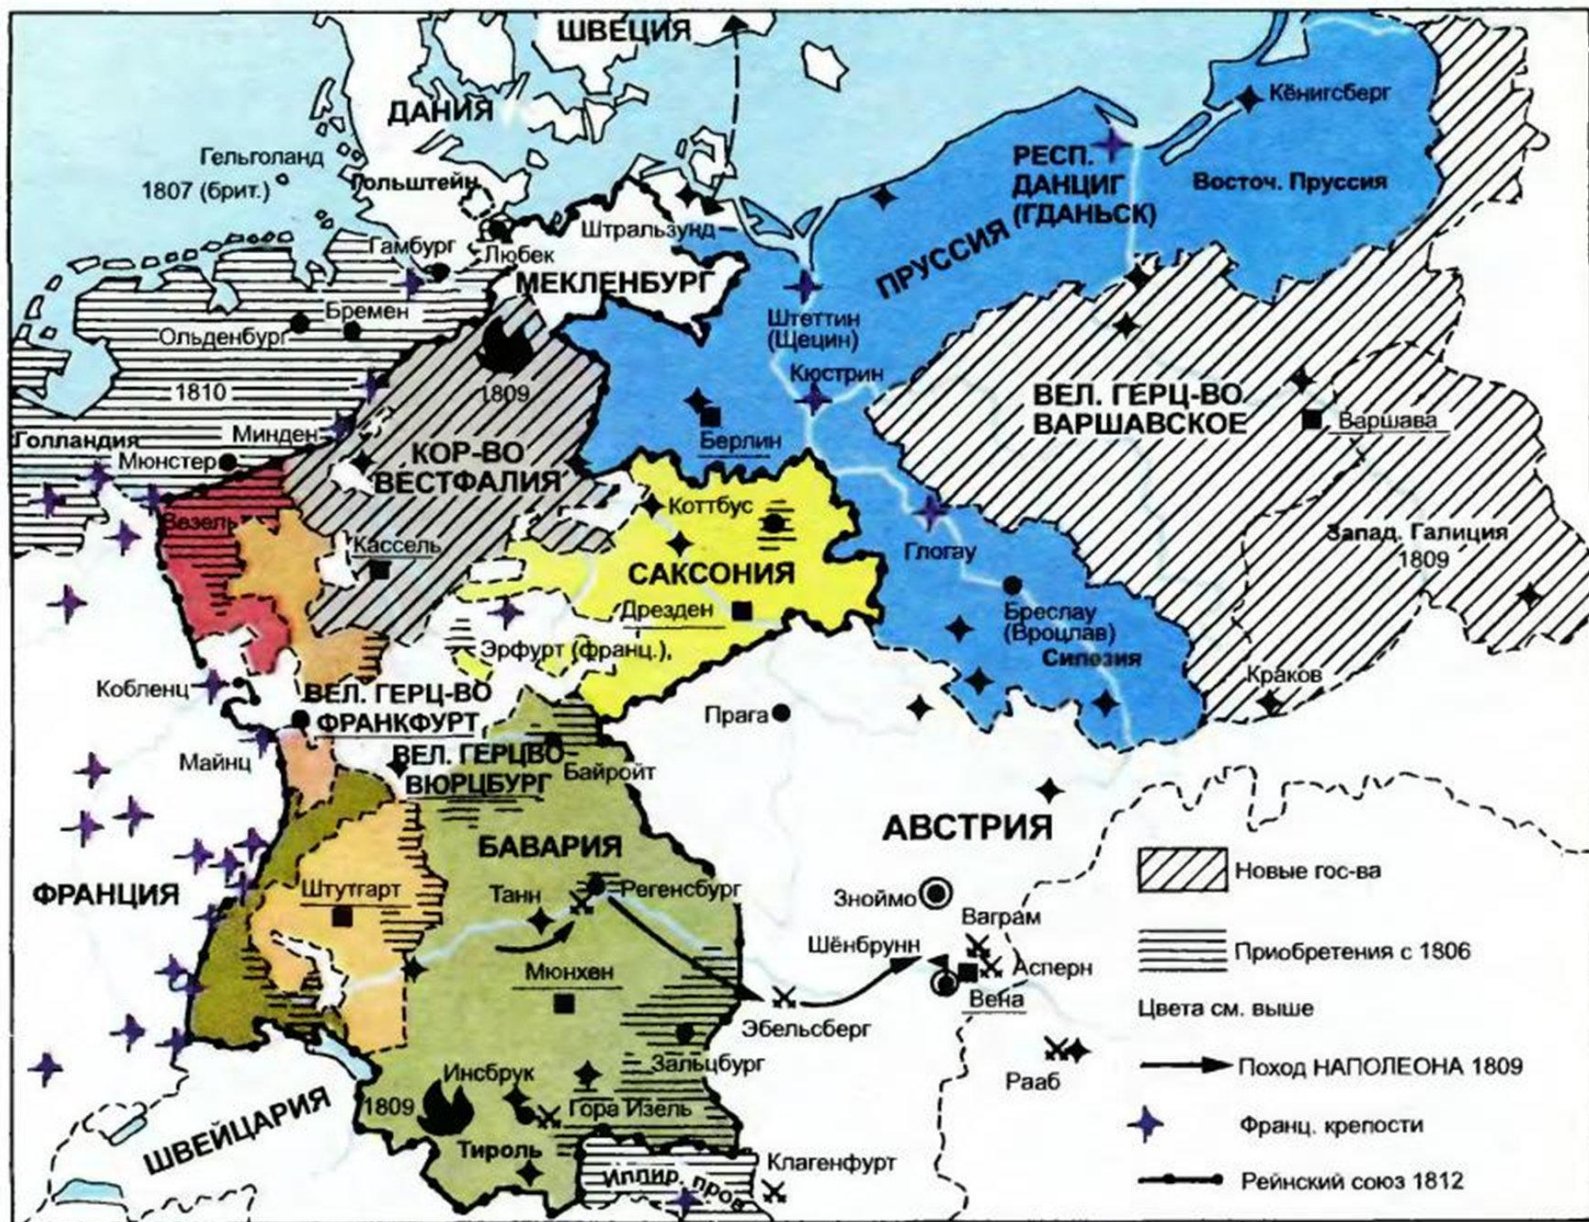 ШВЕЦИЯ
ДАНИЯ
Кёнигсберг
Гельголанд
1807 (брит.)
Гольштейн
РЕСП.
ДАНЦИГ
(ГДАНЬСК)
Восточ. Пруссия
Гамбург
Любек
Штральзунд
МЕКЛЕНБУРГ
ПРУССИЯ
Бремен
Ольденбург
Штеттин
(Щецин)
1810
1809
Кюстрин
ВЕЛ. ГЕРЦ-ВО
ВАРШАВСКОЕ
Варшава
Голландия
Минден
Мюнстер
Берлин
КОР-ВО
ВЕСТФАЛИЯ
Везель
Коттбус
Кассель
Глогау
Запад. Галиция
1809
САКСОНИЯ
Дрезден
Бреслау
(Вроцлав)
Силезия
Эрфурт (франц.),
Краков
Кобленц
ВЕЛ. ГЕРЦ-ВО
ФРАНКФУРТ
Прага
Майнц
ВЕЛ. ГЕРЦВО
ВЮРЦБУРГ
Байройт
АВСТРИЯ
БАВАРИЯ
ФРАНЦИЯ
Штутгарт
Танн
Регенсбург
Зноймо
Ваграм
Шёнбрунн
Асперн
Мюнхен
Вена
Эбельсберг
Зальцбург
Рааб
Инсбрук
1809
Гора Изель
ШВЕЙЦАРИЯ
Тироль
Иллир. пров
Клагенфурт
Новые гос-ва
Приобретения с 1806
Цвета см. выше
Поход НАПОЛЕОНА 1809
Франц. крепости
Рейнский союз 1812